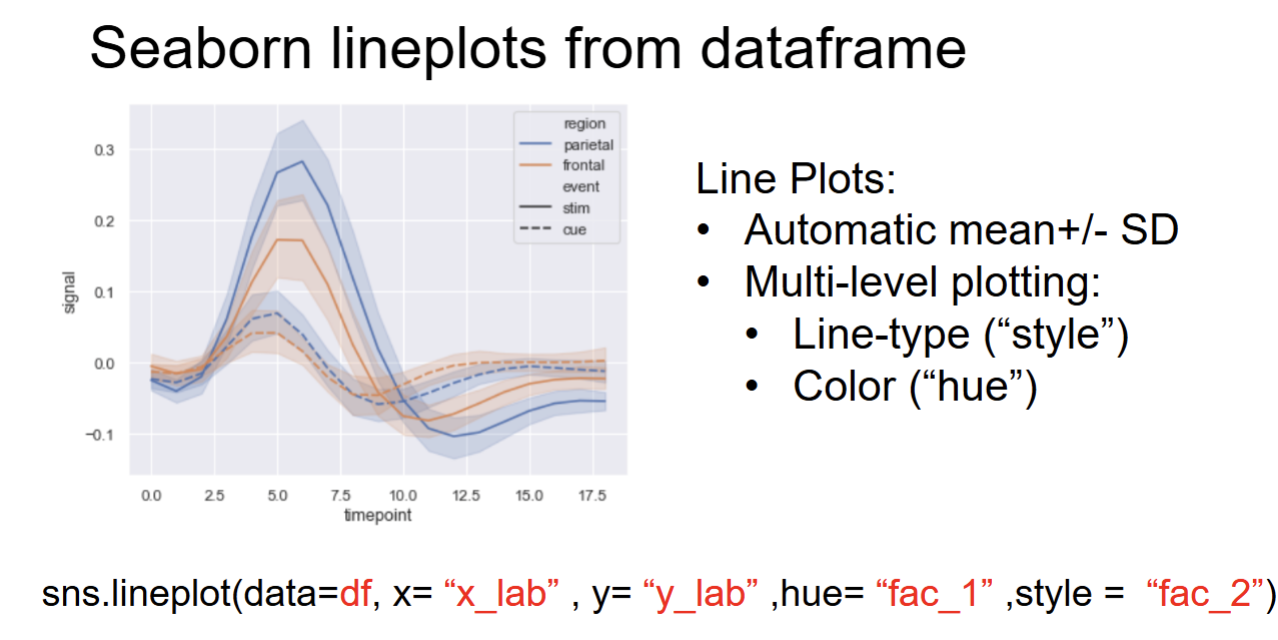 Seaborn lineplots from dataframe
region
parietal
frontal
event
stim
cue
0.3
0.2
0.1
0.0
−0.1
signal
0.0 2.5 5.0 7.5 10.0 12.5 15.0 17.5
timepoint
Line Plots:
• Automatic mean+/- SD
• Multi-level plotting:
• Line-type (“style”)
• Color (“hue”)
sns.lineplot(data=df, x= “x_lab” , y= “y_lab” ,hue= “fac_1” ,style = “fac_2”)